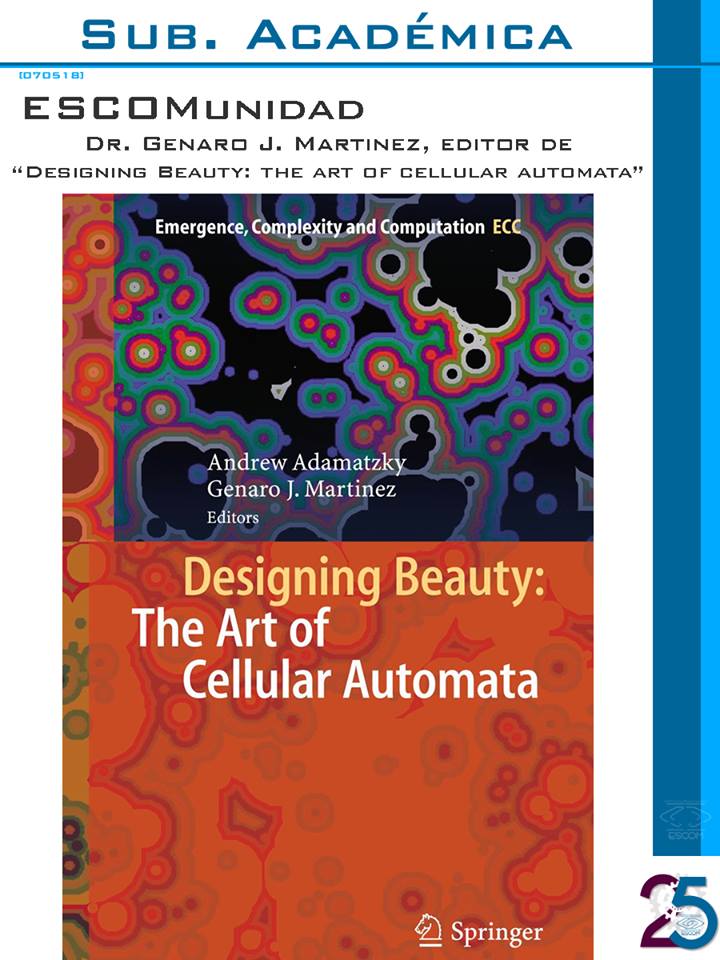 Sub. Académica
[070518]
ESCOMunidad
Dr. Genaro J. Martinez, editor de
“Designing Beauty: the art of cellular automata”
Emergence, Complexity and Computation ECC
Andrew Adamatzky
Genaro J. Martinez
Editors
Designing Beauty:
The Art of
Cellular Automata
Springer
ESCOM
25
ESCOM